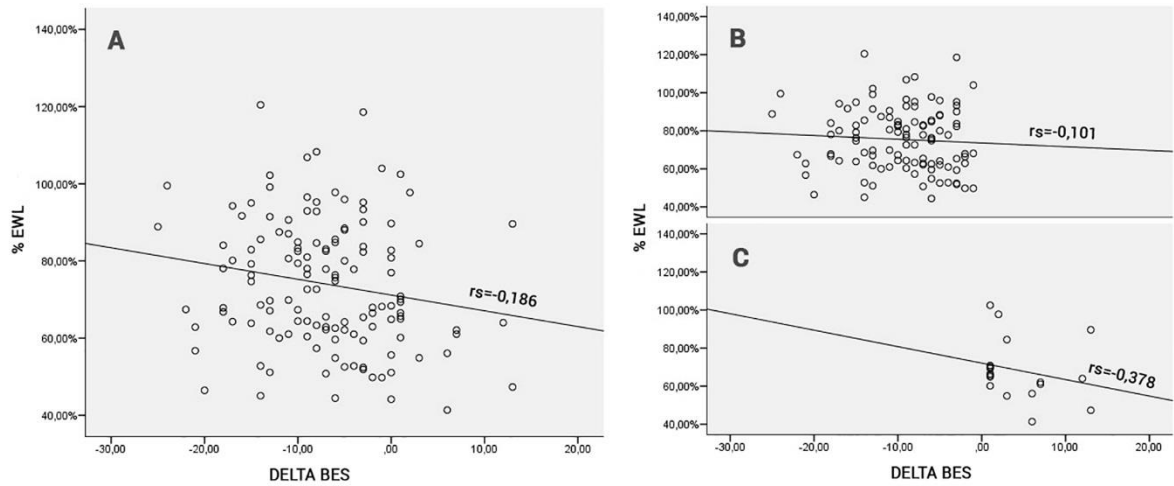 A
140,00%
120,00%
100,00%
80,00%
60,00%
40,00%
% EWL
rs=-0,186
-30,00 -20,00 -10,00 ,00 10,00 20,00
DELTA BES
B
140,00%
120,00%
100,00%
80,00%
60,00%
40,00%
rs=-0,101
% EWL
C
140,00%
120,00%
100,00%
80,00%
60,00%
40,00%
rs=-0,378
-30,00 -20,00 -10,00 ,00 10,00 20,00
DELTA BES